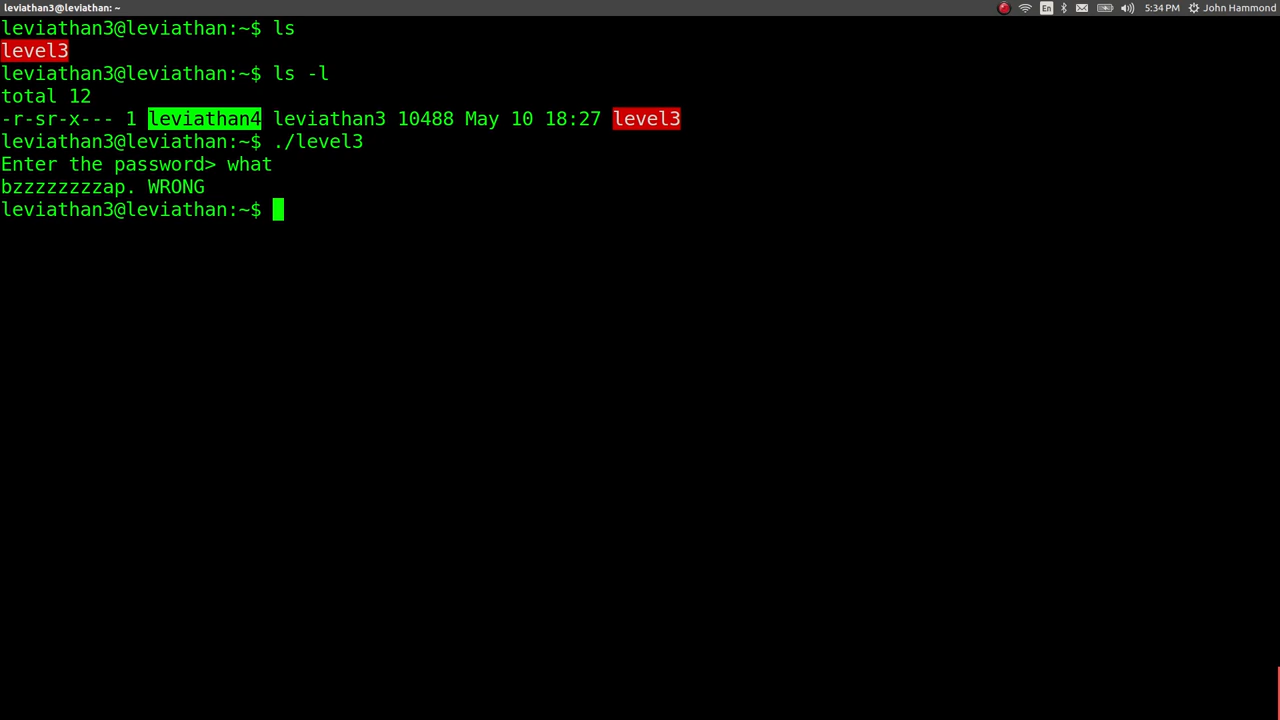 leviathan3@leviathan: ~ En 5:34 PM John Hammond
leviathan3@leviathan:~$ ls
level3
leviathan3@leviathan:~$ ls -l
total 12
-r-sr-x--- 1 leviathan4 leviathan3 10488 May 10 18:27 level3
leviathan3@leviathan:~$ ./level3
Enter the password> what
bzzzzzzzzap. WRONG
leviathan3@leviathan:~$